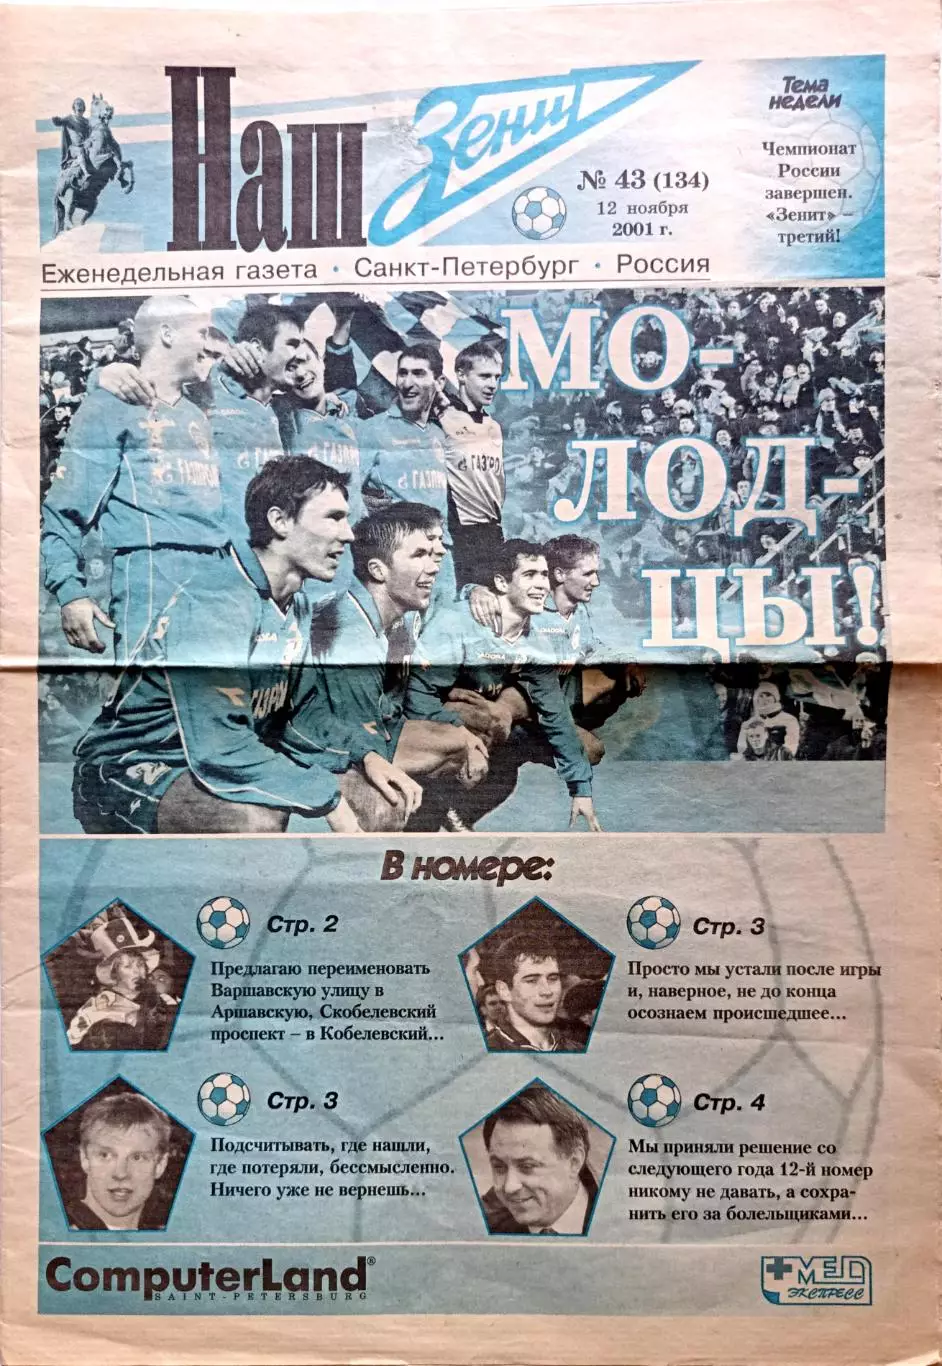 Наш Зенит
№ 43 (134)
12 ноября
2001 г.
Тема
недели
Чемпионат
России
завершен.
«Зенит» –
третий!
Еженедельная газета • Санкт-Петербург • Россия
МО-
ЛОД-
ЦЫ!
DIADORA
ГАЗПРОМ
ГАЗПР
В номере:
Стр. 2
Предлагаю переименовать
Варшавскую улицу в
Аршавскую, Скобелевский
проспект – в Кобелевский...
Стр. 3
Просто мы устали после игры
и, наверное, не до конца
осознаем происшедшее...
Стр. 3
Подсчитывать, где нашли,
где потеряли, бессмысленно.
Ничего уже не вернешь...
Стр. 4
Мы приняли решение со
следующего года 12-й номер
никому не давать, а сохра-
нить его за болельщиками...
ComputerLand®
SAINT-PETERSBURG
МЕД
ЭКСПРЕСС